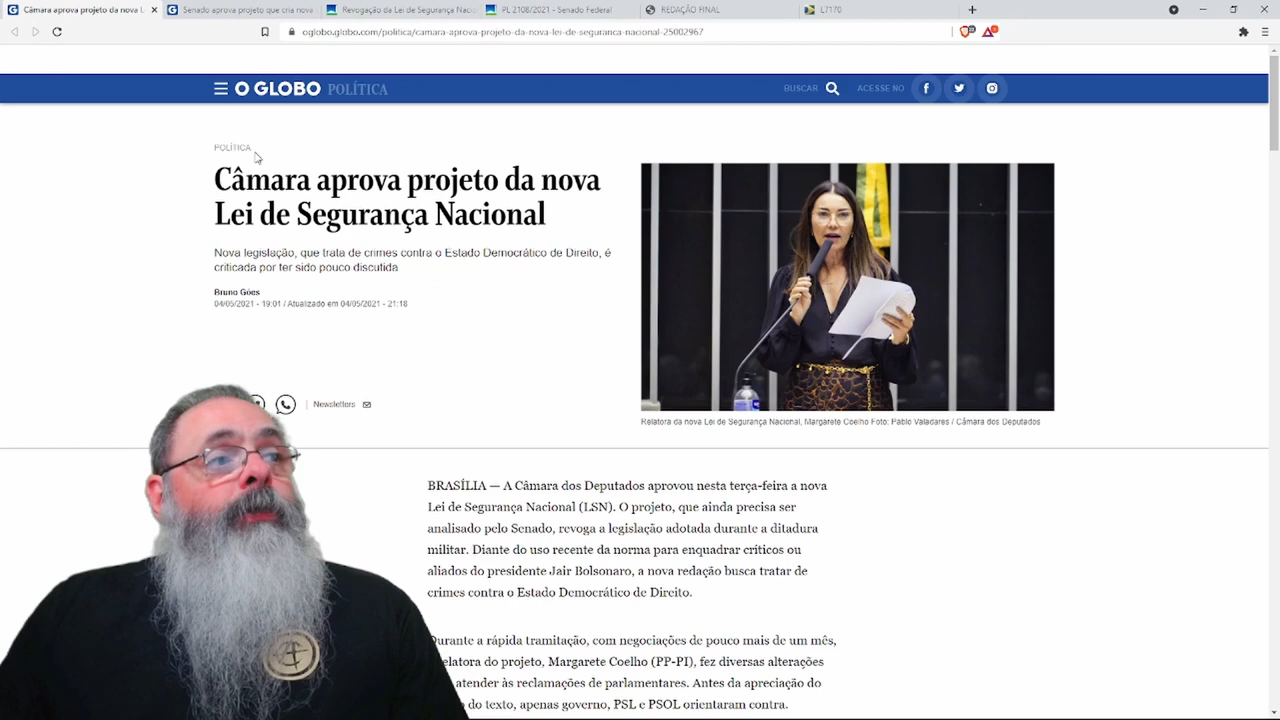 Câmara aprova projeto da nova L
Senado aprova projeto que cria nova
Revogação da Lei de Segurança Nacio
PL 2108/2021 - Senado Federal
REDAÇÃO FINAL
L7170
oglobo.globo.com/politica/camara-aprova-projeto-da-nova-lei-de-seguranca-nacional-25002967
O GLOBO POLÍTICA
BUSCAR
ACESSE NO
POLÍTICA
Câmara aprova projeto da nova
Lei de Segurança Nacional
Nova legislação, que trata de crimes contra o Estado Democrático de Direito, é
criticada por ter sido pouco discutida
Bruno Góes
04/05/2021 - 19:01 / Atualizado em 04/05/2021 - 21:18
Newsletters
Relatora da nova Lei de Segurança Nacional, Margarete Coelho Foto: Pablo Valadares / Câmara dos Deputados
BRASÍLIA — A Câmara dos Deputados aprovou nesta terça-feira a nova
Lei de Segurança Nacional (LSN). O projeto, que ainda precisa ser
analisado pelo Senado, revoga a legislação adotada durante a ditadura
militar. Diante do uso recente da norma para enquadrar críticos ou
aliados do presidente Jair Bolsonaro, a nova redação busca tratar de
crimes contra o Estado Democrático de Direito.
Durante a rápida tramitação, com negociações de pouco mais de um mês,
relatora do projeto, Margarete Coelho (PP-PI), fez diversas alterações
atender às reclamações de parlamentares. Antes da apreciação do
do texto, apenas governo, PSL e PSOL orientaram contra.